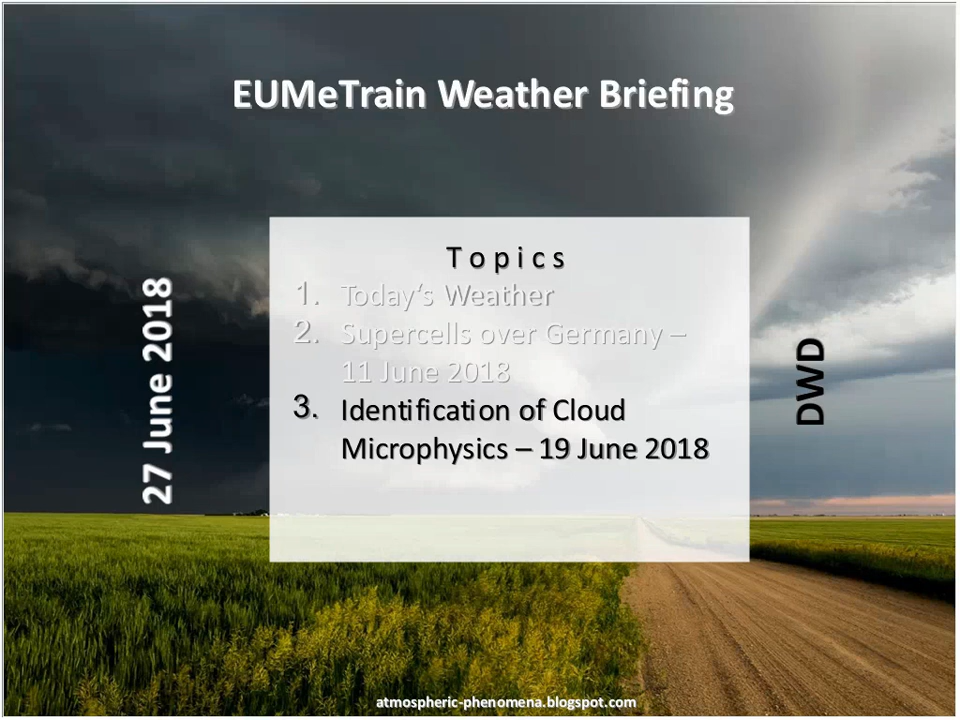 EUMeTrain Weather Briefing
27 June 2018
T o p i c s
1. Today‘s Weather
2. Supercells over Germany –
11 June 2018
3. Identification of Cloud
Microphysics – 19 June 2018
DWD
atmospheric-phenomena.blogspot.com